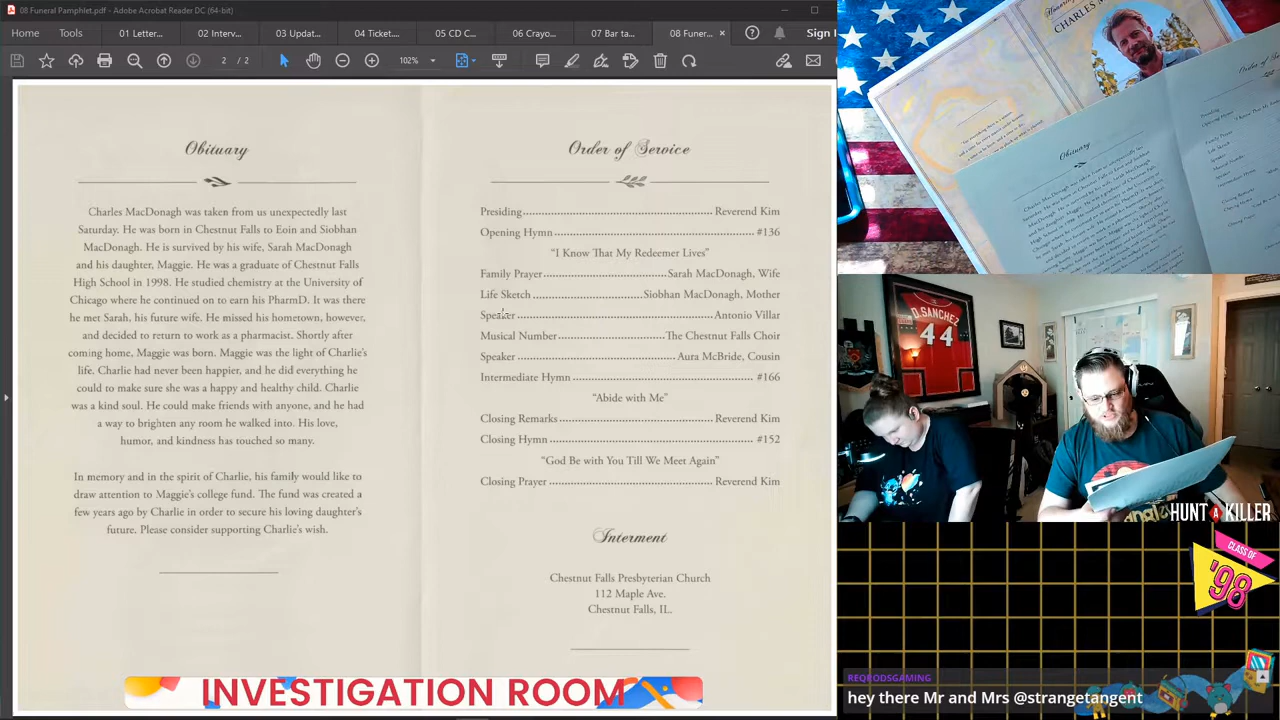 08 Funeral Pamphlet.pdf - Adobe Acrobat Reader DC (64-bit)
Home Tools 01 Letter... 02 Interv... 03 Updat... 04 Ticket... 05 CD C... 06 Crayo... 07 Bar ta... 08 Funer... × Sign I
2 / 2 102%
Obituary
Charles MacDonagh was taken from us unexpectedly last
Saturday. He was born in Chestnut Falls to Eoin and Siobhan
MacDonagh. He is survived by his wife, Sarah MacDonagh
and his daughter, Maggie. He was a graduate of Chestnut Falls
High School in 1998. He studied chemistry at the University of
Chicago where he continued on to earn his PharmD. It was there
he met Sarah, his future wife. He missed his hometown, however,
and decided to return to work as a pharmacist. Shortly after
coming home, Maggie was born. Maggie was the light of Charlie's
life. Charlie had never been happier, and he did everything he
could to make sure she was a happy and healthy child. Charlie
was a kind soul. He could make friends with anyone, and he had
a way to brighten any room he walked into. His love,
humor, and kindness has touched so many.
In memory and in the spirit of Charlie, his family would like to
draw attention to Maggie's college fund. The fund was created a
few years ago by Charlie in order to secure his loving daughter's
future. Please consider supporting Charlie's wish.
Order of Service
Presiding Reverend Kim
Opening Hymn #136
“I Know That My Redeemer Lives”
Family Prayer Sarah MacDonagh, Wife
Life Sketch Siobhan MacDonagh, Mother
Speaker Antonio Villar
Musical Number The Chestnut Falls Choir
Speaker Aura McBride, Cousin
Intermediate Hymn #166
“Abide with Me”
Closing Remarks Reverend Kim
Closing Hymn #152
“God Be with You Till We Meet Again”
Closing Prayer Reverend Kim
Interment
Chestnut Falls Presbyterian Church
112 Maple Ave.
Chestnut Falls, IL.
INVESTIGATION ROOM
CHARLES M
Obituary
D.SANCHEZ
44
HUNT A KILLER
CLASS OF
'98
REQRODSGAMING
hey there Mr and Mrs @strangetangent